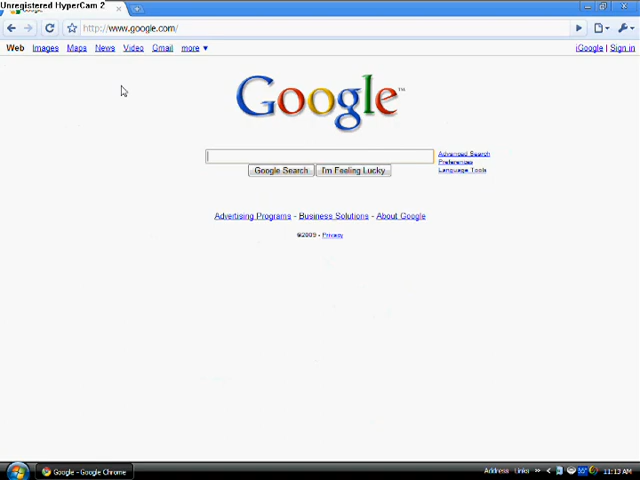 Unregistered HyperCam 2
http://www.google.com/
Web Images Maps News Video Gmail more ▼ iGoogle | Sign in
Google™
Advanced Search
Preferences
Language Tools
Google Search I'm Feeling Lucky
Advertising Programs - Business Solutions - About Google
©2009 - Privacy
Google - Google Chrome Address Links » 11:13 AM